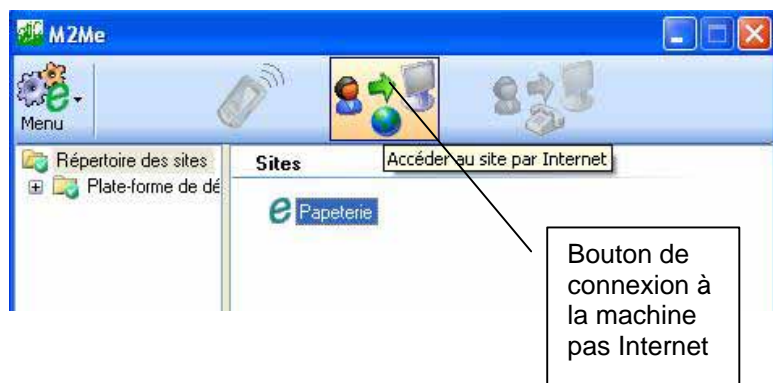 M2Me
Menu
Accéder au site par Internet
Répertoire des sites
Plate-forme de dé
Sites
Papeterie
Bouton de
connexion à
la machine
pas Internet